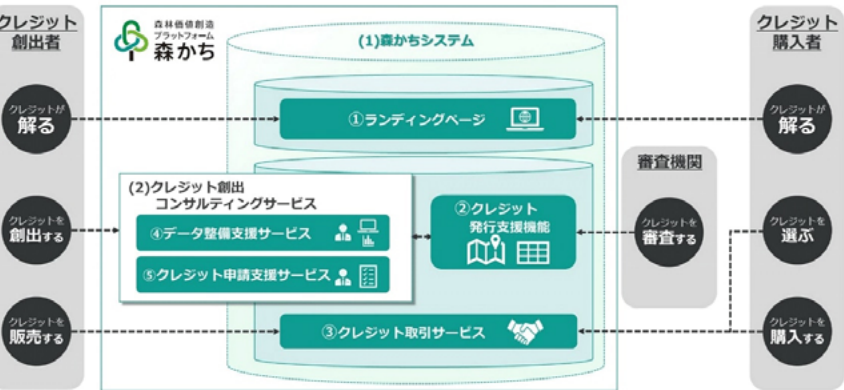 クレジット
創出者
クレジットが
解る
クレジットを
創出する
クレジットを
販売する
森林価値創造
プラットフォーム
森かち
(1)森かちシステム
①ランディングページ
(2)クレジット創出
コンサルティングサービス
④データ整備支援サービス
⑤クレジット申請支援サービス
②クレジット
発行支援機能
③クレジット取引サービス
審査機関
クレジットを
審査する
クレジット
購入者
クレジットが
解る
クレジットを
選ぶ
クレジットを
購入する